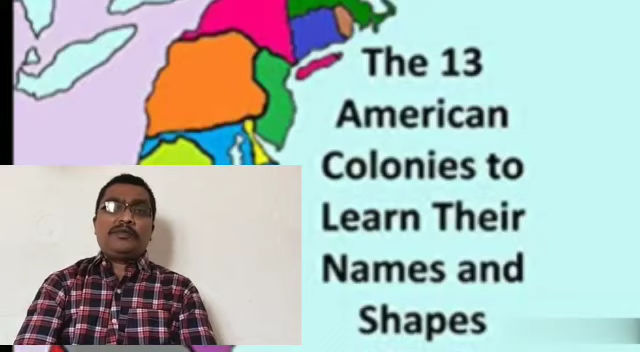 The 13
American
Colonies to
Learn Their
Names and
Shapes